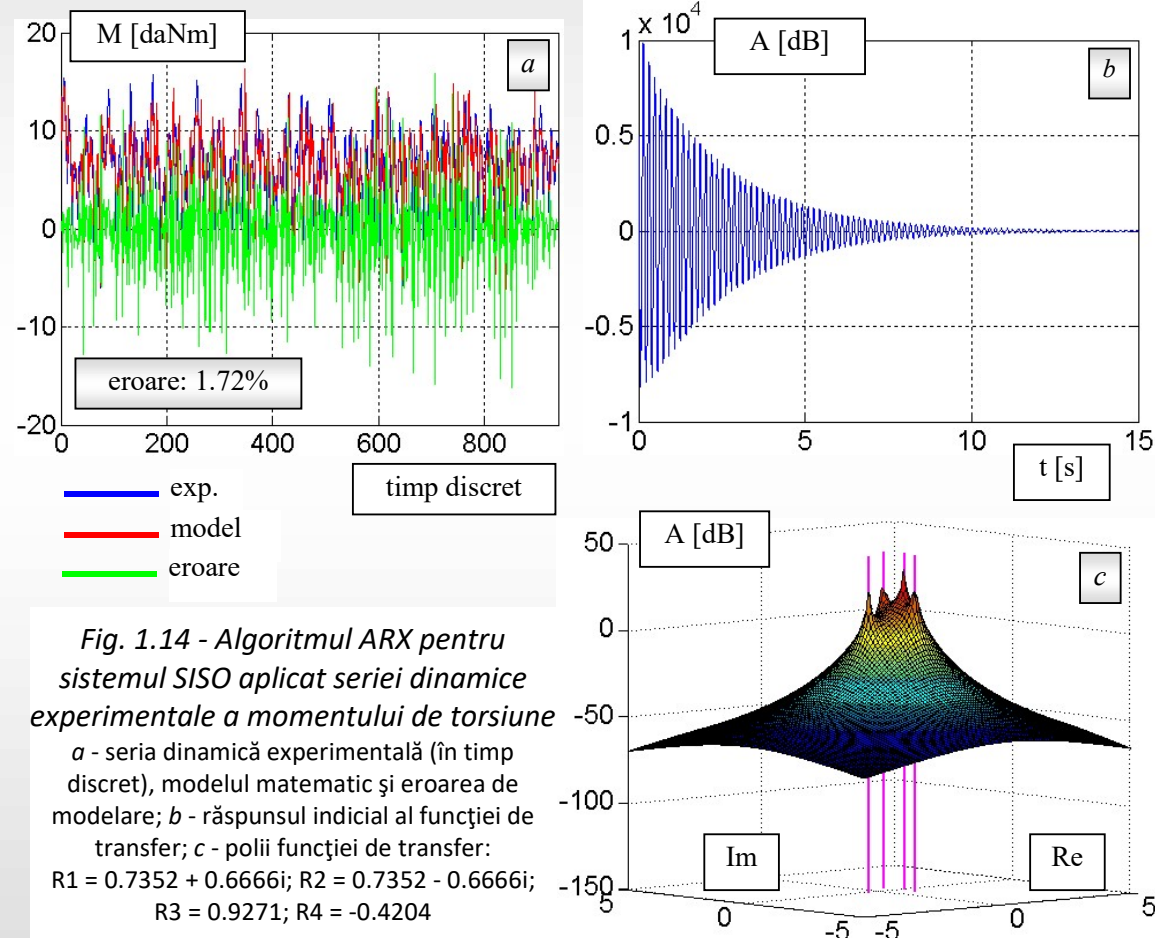 M [daNm]
a
20
10
0
-10
-20
eroare: 1.72%
0 200 400 600 800
timp discret
exp.
model
eroare
x 10^4
A [dB]
b
1
0.5
0
-0.5
-1
0 5 10 15
t [s]
A [dB]
c
50
0
-50
-100
-150
Im
Re
5 0 -5 -5 0 5
Fig. 1.14 - Algoritmul ARX pentru
sistemul SISO aplicat seriei dinamice
experimentale a momentului de torsiune
a - seria dinamică experimentală (în timp
discret), modelul matematic şi eroarea de
modelare; b - răspunsul indicial al funcţiei de
transfer; c - polii funcţiei de transfer:
R1 = 0.7352 + 0.6666i; R2 = 0.7352 - 0.6666i;
R3 = 0.9271; R4 = -0.4204